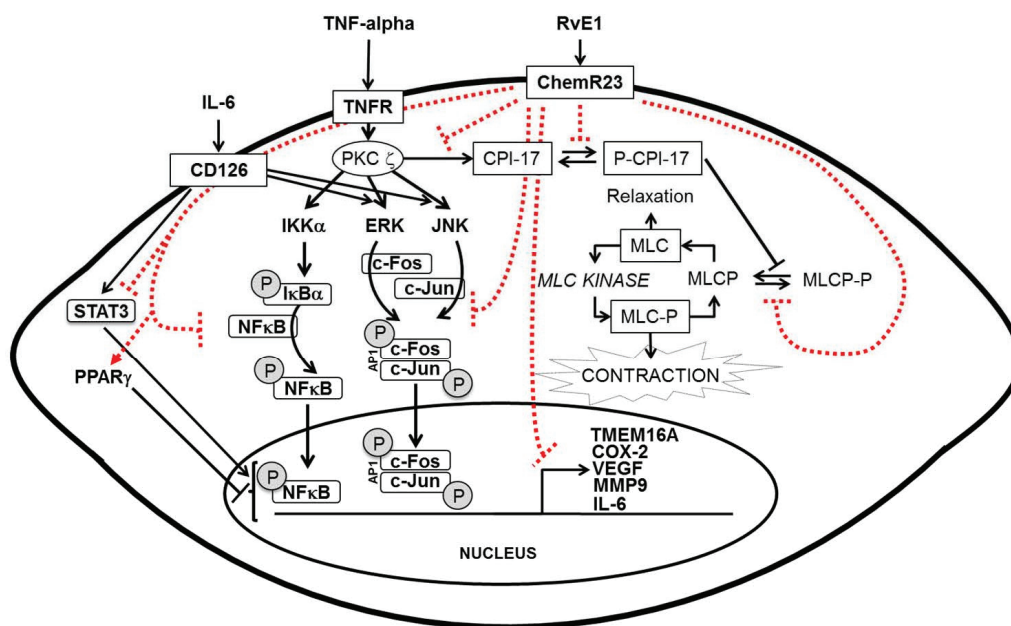 TNF-alpha
RvE1
ChemR23
IL-6
TNFR
CD126
PKC ζ
CPI-17
P-CPI-17
Relaxation
IKKα
ERK
JNK
MLC
c-Fos
MLC KINASE
MLCP
MLCP-P
P
IκBα
c-Jun
STAT3
NFκB
MLC-P
P
AP1
c-Fos
c-Jun
P
PPARγ
P
NFκB
CONTRACTION
P
NFκB
P
AP1
c-Fos
c-Jun
P
TMEM16A
COX-2
VEGF
MMP9
IL-6
NUCLEUS